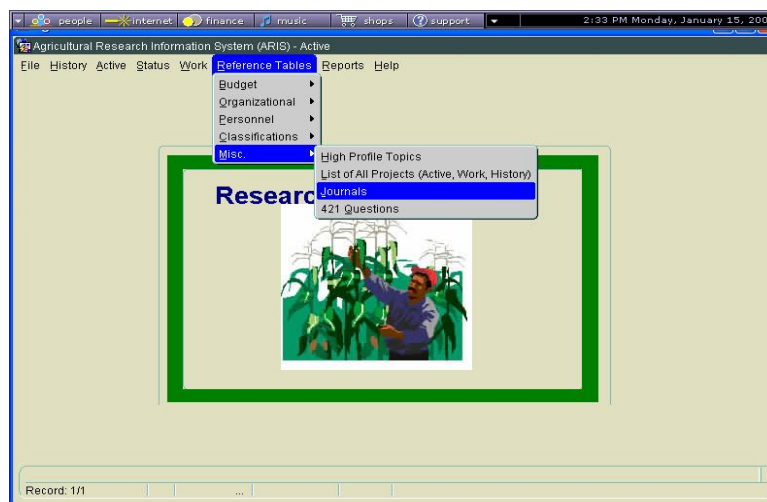 people internet finance music shops support 2:33 PM Monday, January 15, 200
Agricultural Research Information System (ARIS) - Active
File History Active Status Work Reference Tables Reports Help
Budget
Organizational
Personnel
Classifications
Misc.
High Profile Topics
List of All Projects (Active, Work, History)
Journals
421 Questions
Researc
Record: 1/1
...